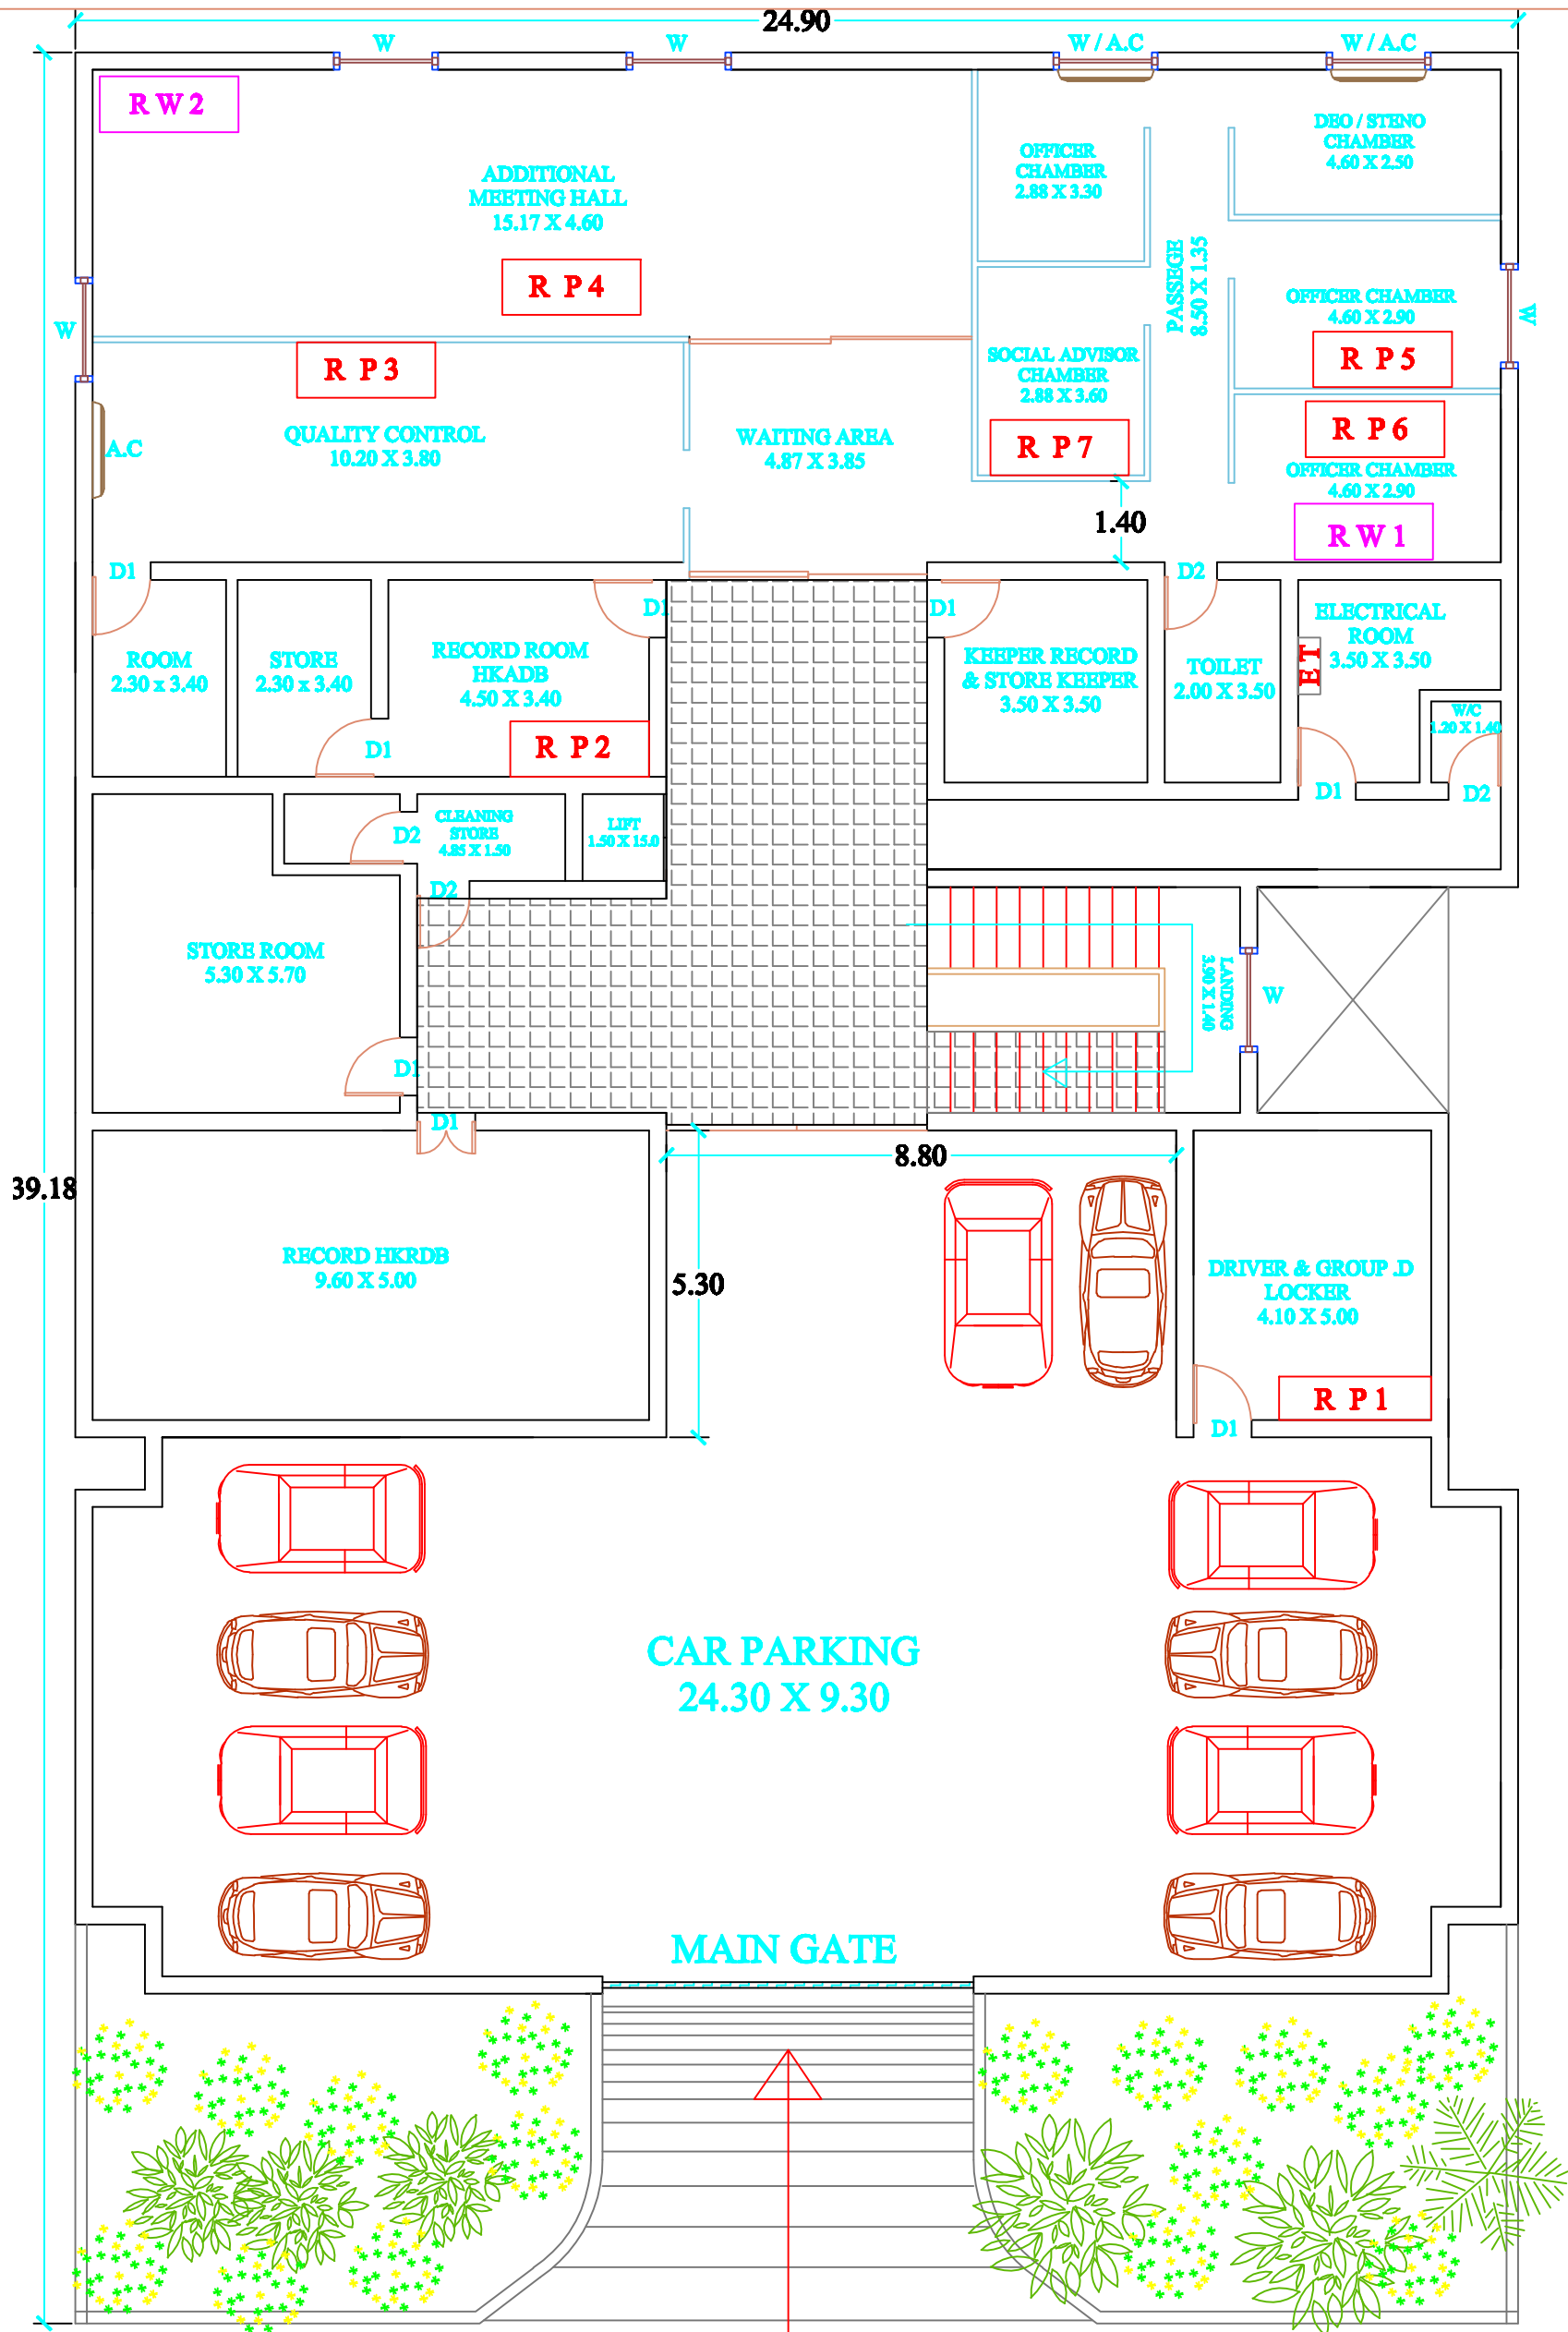 24.90
W
W
W / A.C
W / A.C
R W 2
ADDITIONAL
MEETING HALL
15.17 X 4.60
OFFICER
CHAMBER
2.88 X 3.30
DEO / STENO
CHAMBER
4.60 X 2.50
PASSEGE
8.50 X 1.35
R P 4
OFFICER CHAMBER
4.60 X 2.90
W
W
R P 3
R P 5
SOCIAL ADVISOR
CHAMBER
2.88 X 3.60
R P 6
A.C
QUALITY CONTROL
10.20 X 3.80
WAITING AREA
4.87 X 3.85
R P 7
OFFICER CHAMBER
4.60 X 2.90
1.40
R W 1
D1
D2
D1
D1
ROOM
2.30 x 3.40
STORE
2.30 x 3.40
RECORD ROOM
HKADB
4.50 X 3.40
KEEPER RECORD
& STORE KEEPER
3.50 X 3.50
TOILET
2.00 X 3.50
ELECTRICAL
ROOM
3.50 X 3.50
E T
W/C
1.20 X 1.40
D1
R P 2
D1
D2
CLEANING
STORE
4.85 X 1.50
LIFT
1.50 X 15.0
D2
D2
STORE ROOM
5.30 X 5.70
LANDING
3.90 X 1.40
W
D1
D1
8.80
39.18
RECORD HKRDB
9.60 X 5.00
5.30
DRIVER & GROUP .D
LOCKER
4.10 X 5.00
R P 1
D1
CAR PARKING
24.30 X 9.30
MAIN GATE